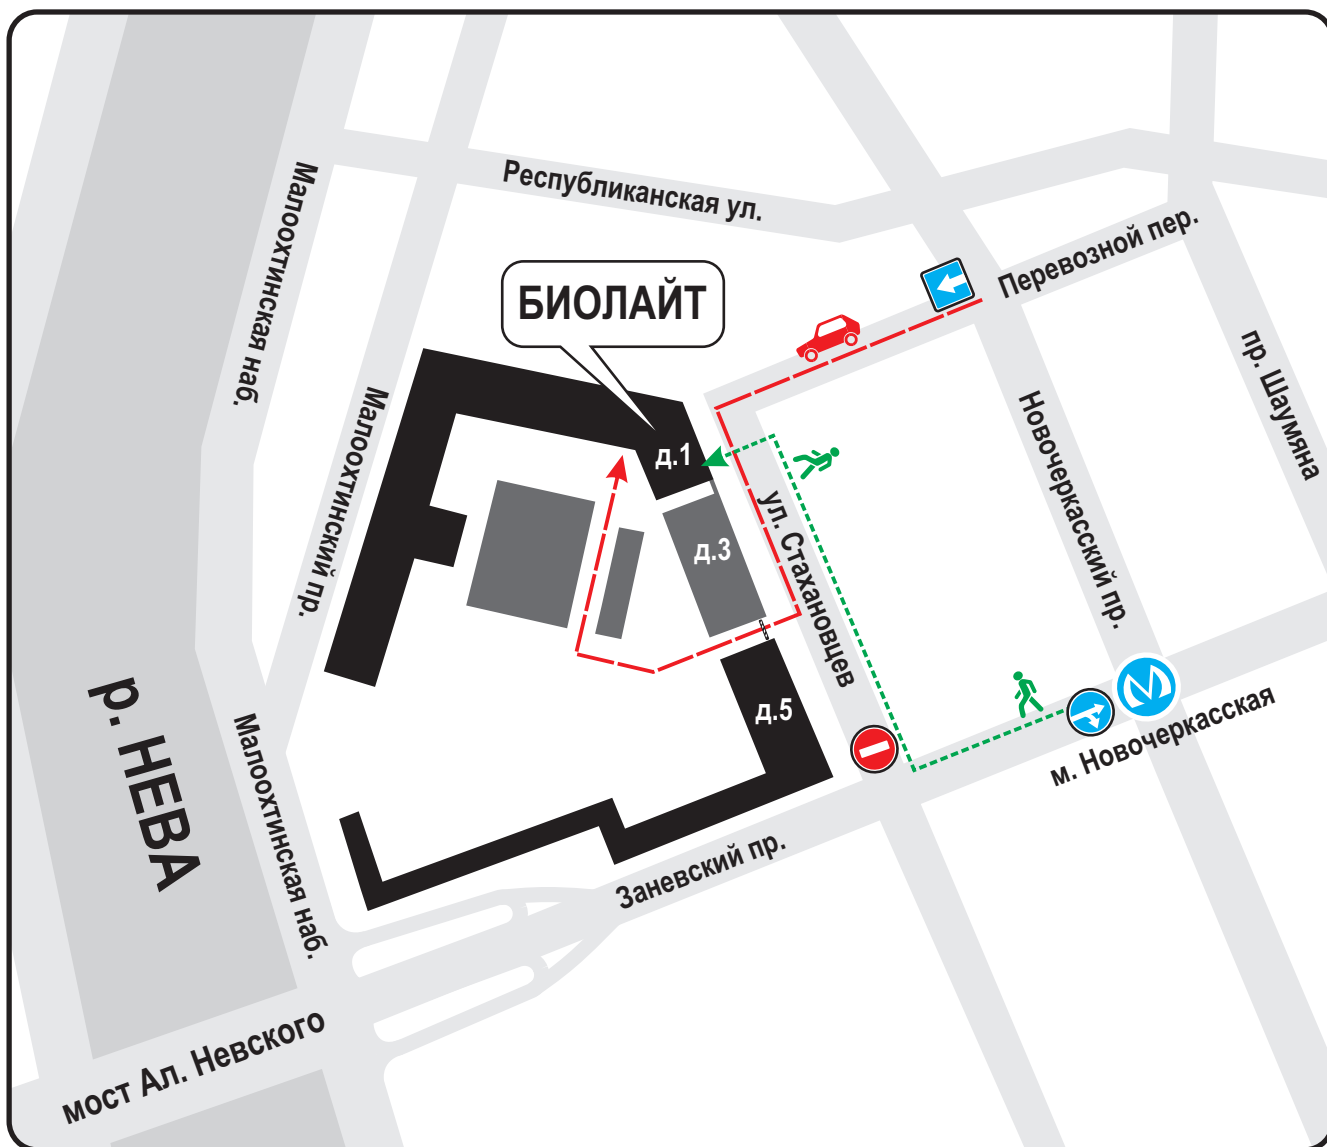 Малоохтинская наб.
Республиканская ул.
Перевозной пер.
БИОЛАЙТ
Малоохтинский пр.
пр. Шаумяна
Новочеркасский пр.
д.1
ул. Стахановцев
д.3
д.5
р. НЕВА
Малоохтинская наб.
м. Новочеркасская
Заневский пр.
мост Ал. Невского